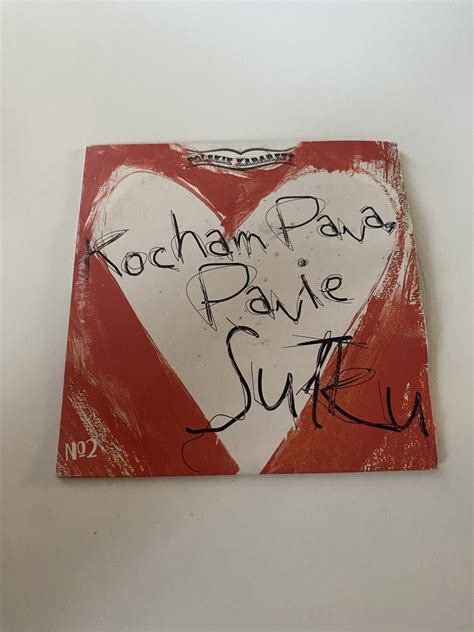 POLSKIE KABARETY
Kocham Pana,
Panie
Sułku
№2